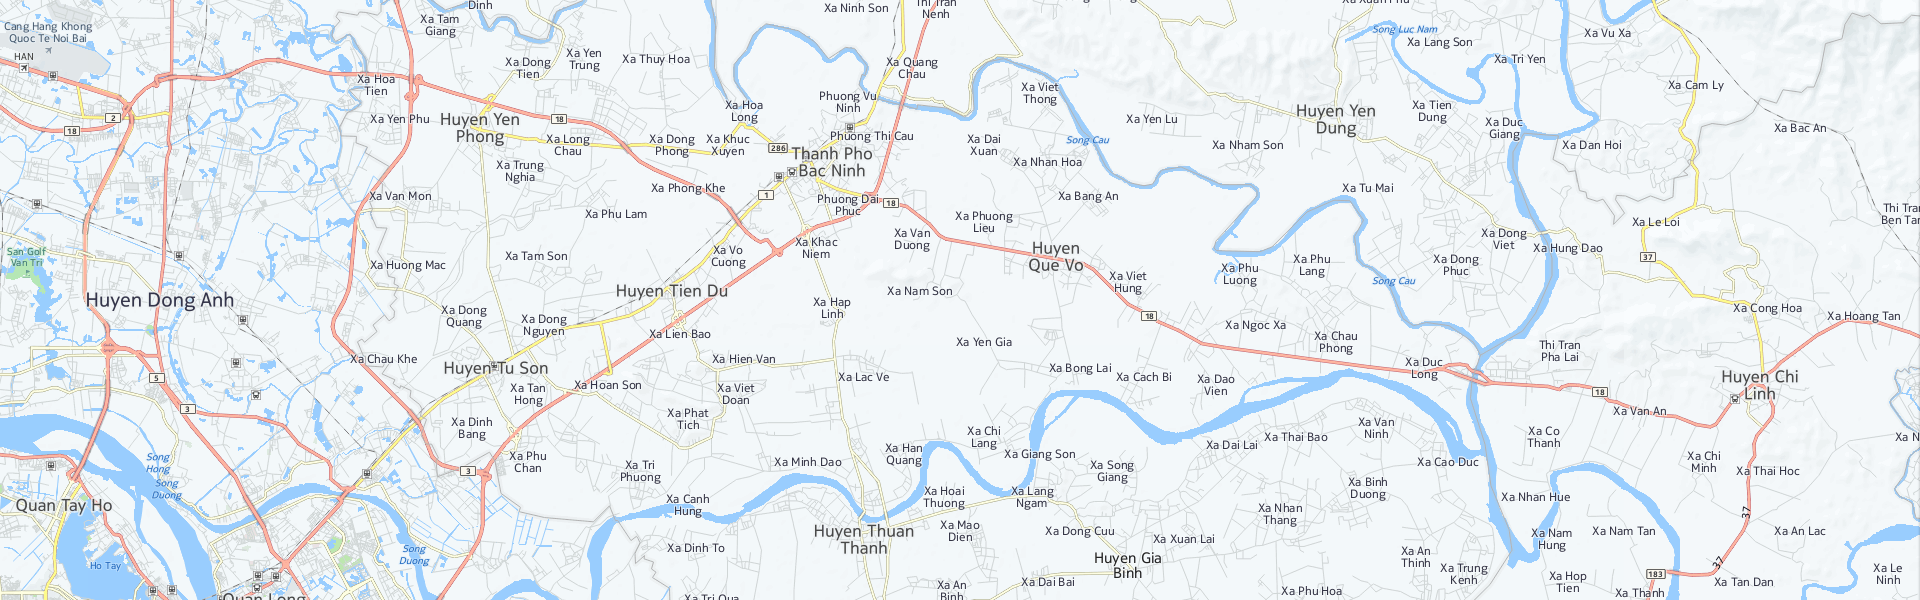 Dinh
Xa Ninh Son
Thi Tran
Nenh
Xa Tam
Giang
Cang Hang Khong
Quoc Te Noi Bai
HAN
Song Luc Nam
Xa Lang Son
Xa Vu Xa
Xa Yen
Trung
Xa Thuy Hoa
Xa Dong
Tien
Xa Quang
Chau
Xa Tri Yen
Xa Hoa
Tien
Xa Viet
Thong
Xa Cam Ly
Phuong Vu
Ninh
Xa Hoa
Long
Xa Yen Phu
Huyen Yen
Phong
18
2
18
Xa Yen Lu
Huyen Yen
Dung
Xa Tien
Dung
Xa Duc
Giang
Xa Bac An
Phuong Thi Cau
Xa Long
Chau
Xa Dong
Phong
Xa Khuc
Xuyen
286
Song Cau
Xa Dai
Xuan
Xa Nham Son
Xa Dan Hoi
Thanh Pho
Bac Ninh
Xa Nhan Hoa
Xa Trung
Nghia
Xa Phong Khe
1
Xa Van Mon
Xa Bang An
Xa Tu Mai
Phuong Dai
Phuc
18
Xa Phu Lam
Xa Phuong
Lieu
Thi Tran
Xa Le Loi
Xa Van
Duong
Xa Khac
Niem
Xa Dong
Viet
Xa Hung Dao
San Golf
Van Tri
Xa Vo
Cuong
Huyen
Que Vo
Xa Tam Son
Xa Huong Mac
Xa Phu
Luong
Xa Phu
Lang
Xa Dong
Phuc
37
Xa Viet
Hung
Song Cau
Huyen Dong Anh
Huyen Tien Du
Xa Nam Son
Xa Hap
Linh
Xa Dong
Quang
Xa Dong
Nguyen
18
Xa Cong Hoa
Xa Hoang Tan
Xa Ngoc Xa
Xa Lien Bao
Xa Yen Gia
Xa Chau
Phong
Thi Tran
Pha Lai
Xa Chau Khe
Xa Hien Van
Xa Duc
Long
Huyen Tu Son
Xa Bong Lai
Xa Cach Bi
Xa Dao
Vien
5
Xa Lac Ve
Xa Hoan Son
Xa Tan
Hong
Xa Viet
Doan
18
Huyen Chi
Linh
3
Xa Van An
Xa Phat
Tich
Xa Dinh
Bang
Xa Chi
Lang
Xa Van
Ninh
Xa Thai Bao
Xa Dai Lai
Xa Co
Thanh
Xa Han
Quang
Xa Giang Son
Song
Hong
Song
Duong
Xa Phu
Chan
3
Xa Tri
Phuong
Xa Minh Dao
Xa Song
Giang
Xa Cao Duc
Xa Chi
Minh
Xa Thai Hoc
Xa Binh
Duong
Quan Tay Ho
Xa Canh
Hung
Xa Hoai
Thuong
Xa Lang
Ngam
Xa Nhan Hue
37
Xa Nhan
Thang
Huyen Thuan
Thanh
Xa Mao
Dien
Xa Dong Cuu
Xa Xuan Lai
Xa Nam
Hung
Xa Nam Tan
Xa An Lac
Song
Duong
Xa Dinh To
Huyen Gia
Binh
Xa An
Thinh
Ho Tay
Xa Trung
Kenh
Xa Hop
Tien
183
37
Xa Tan Dan
Xa Le
Ninh
Xa An
Binh
Xa Dai Bai
Xa Phu Hoa
Xa Thanh
Quan Long
Xa Tri Qua